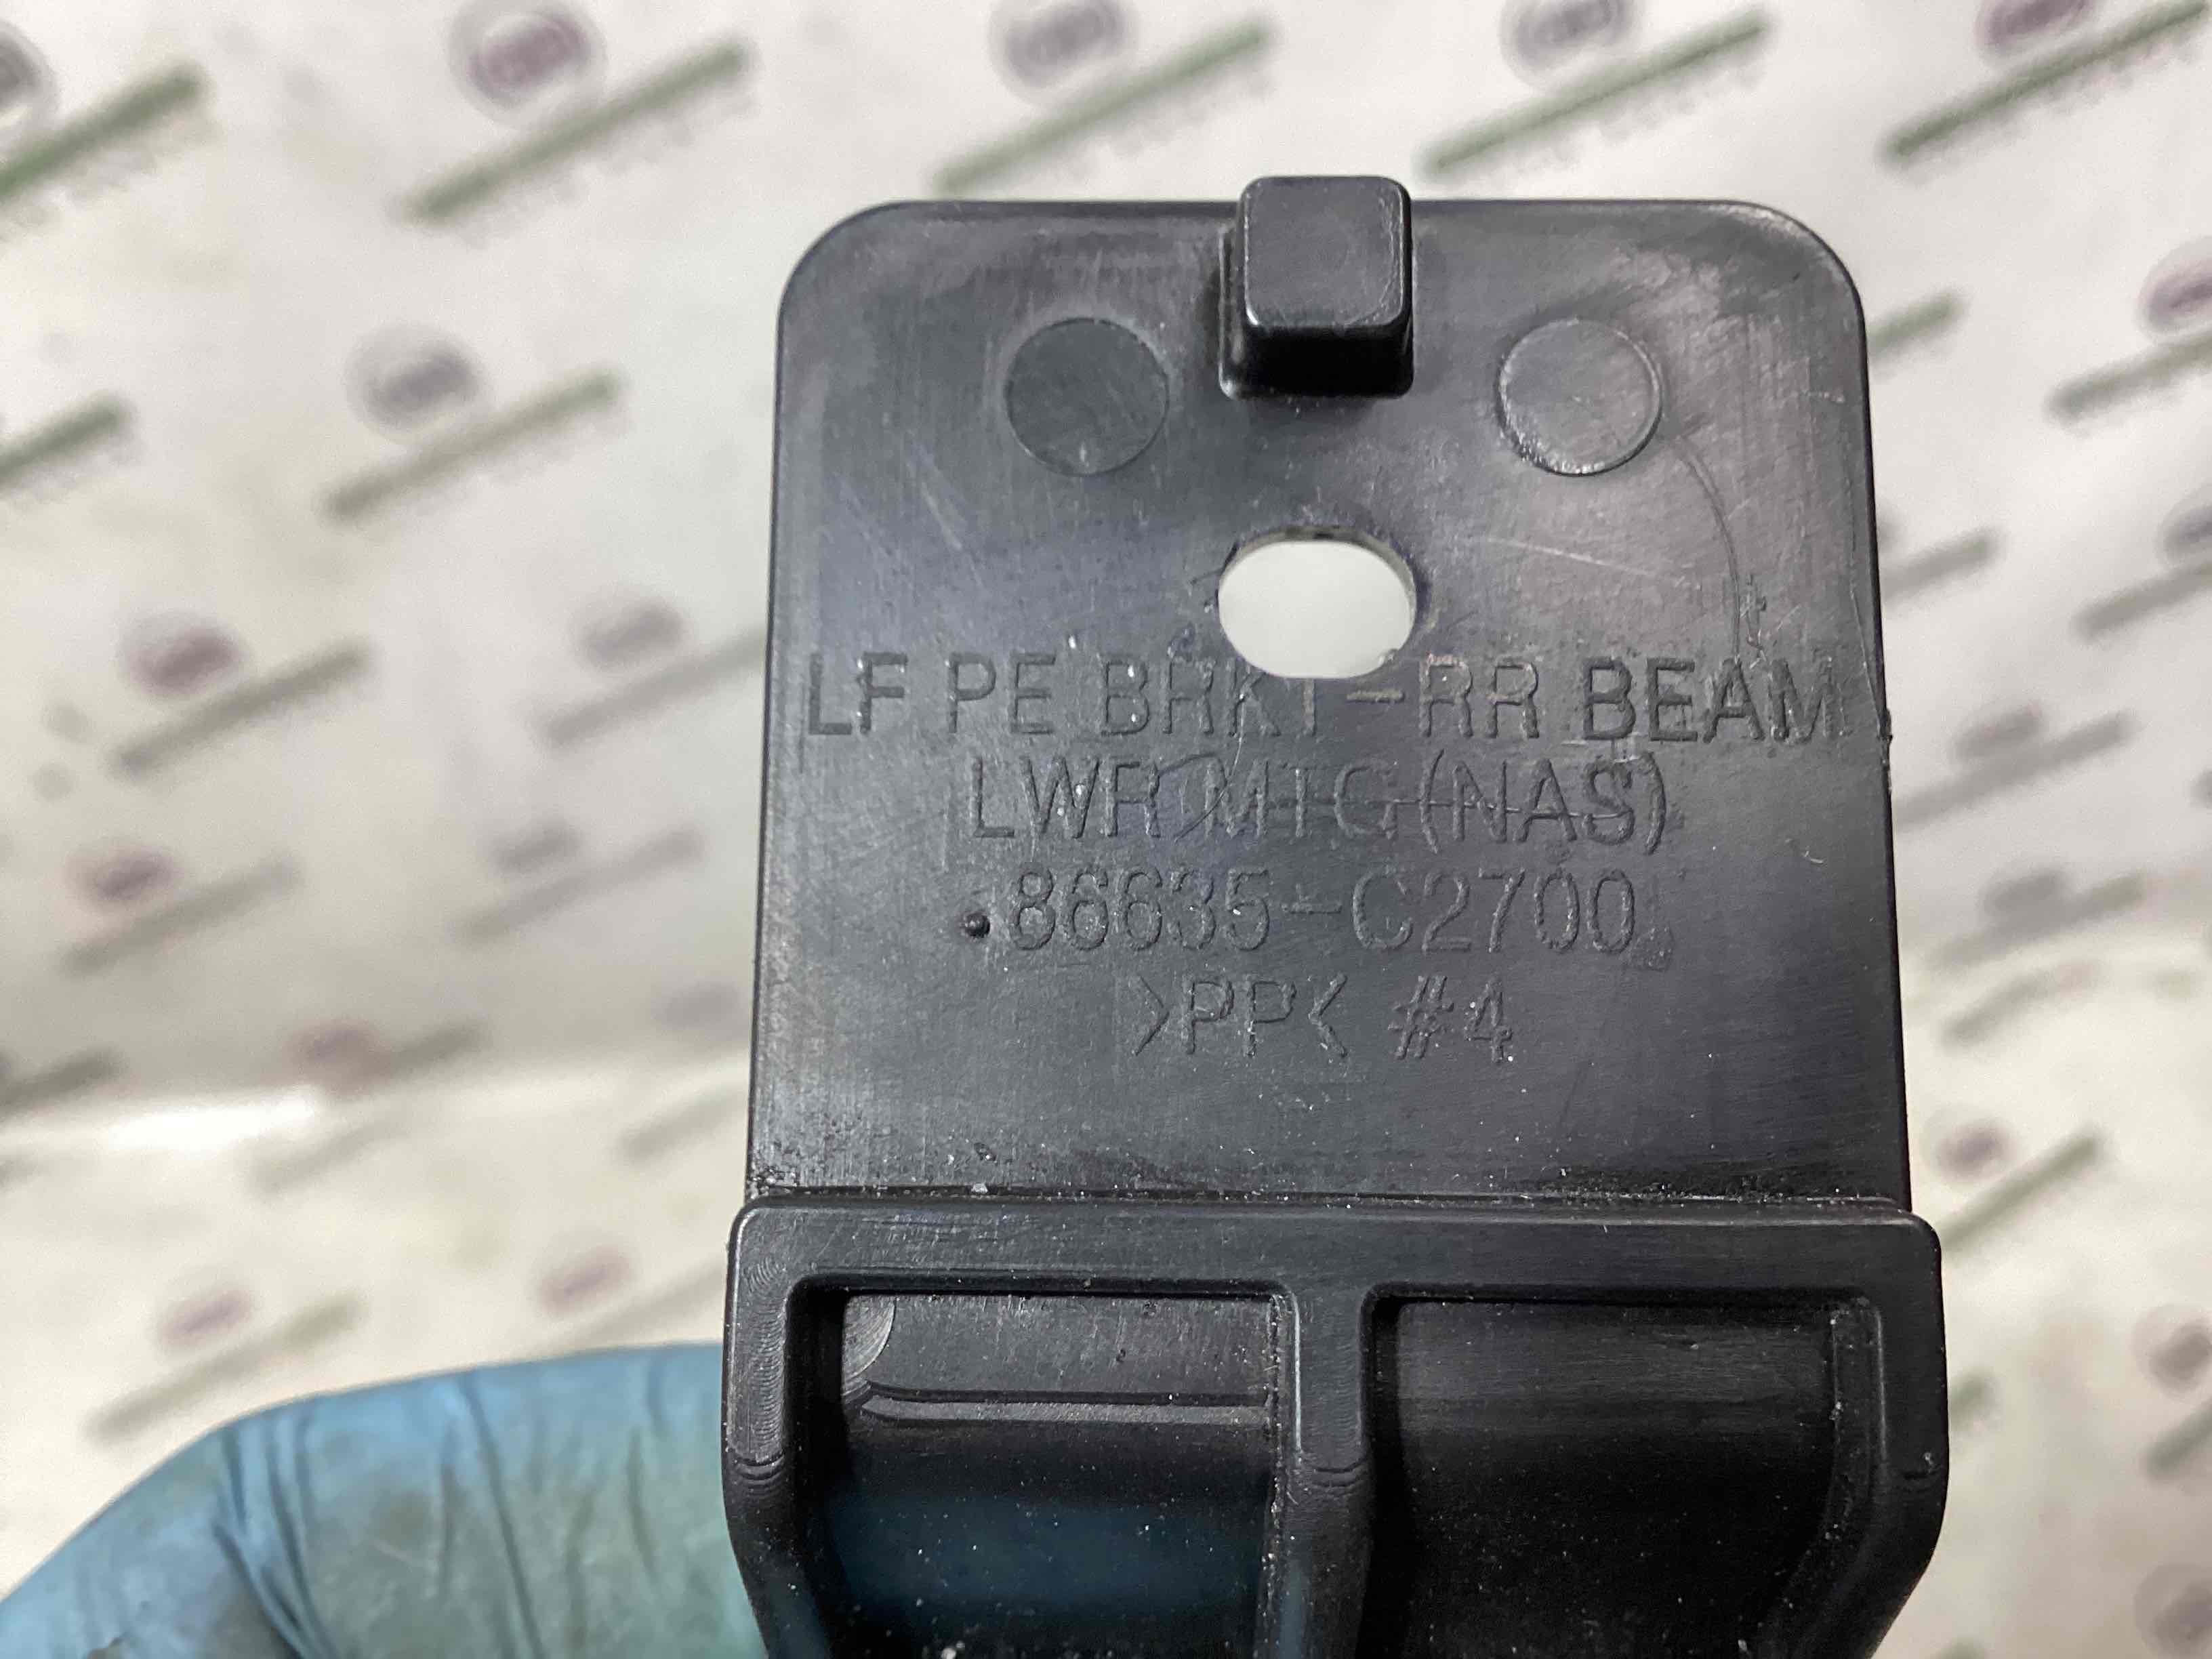 LF PE BRKT-RR BEAM
LWR MTG(NAS)
86635-C2700
>PP< #4